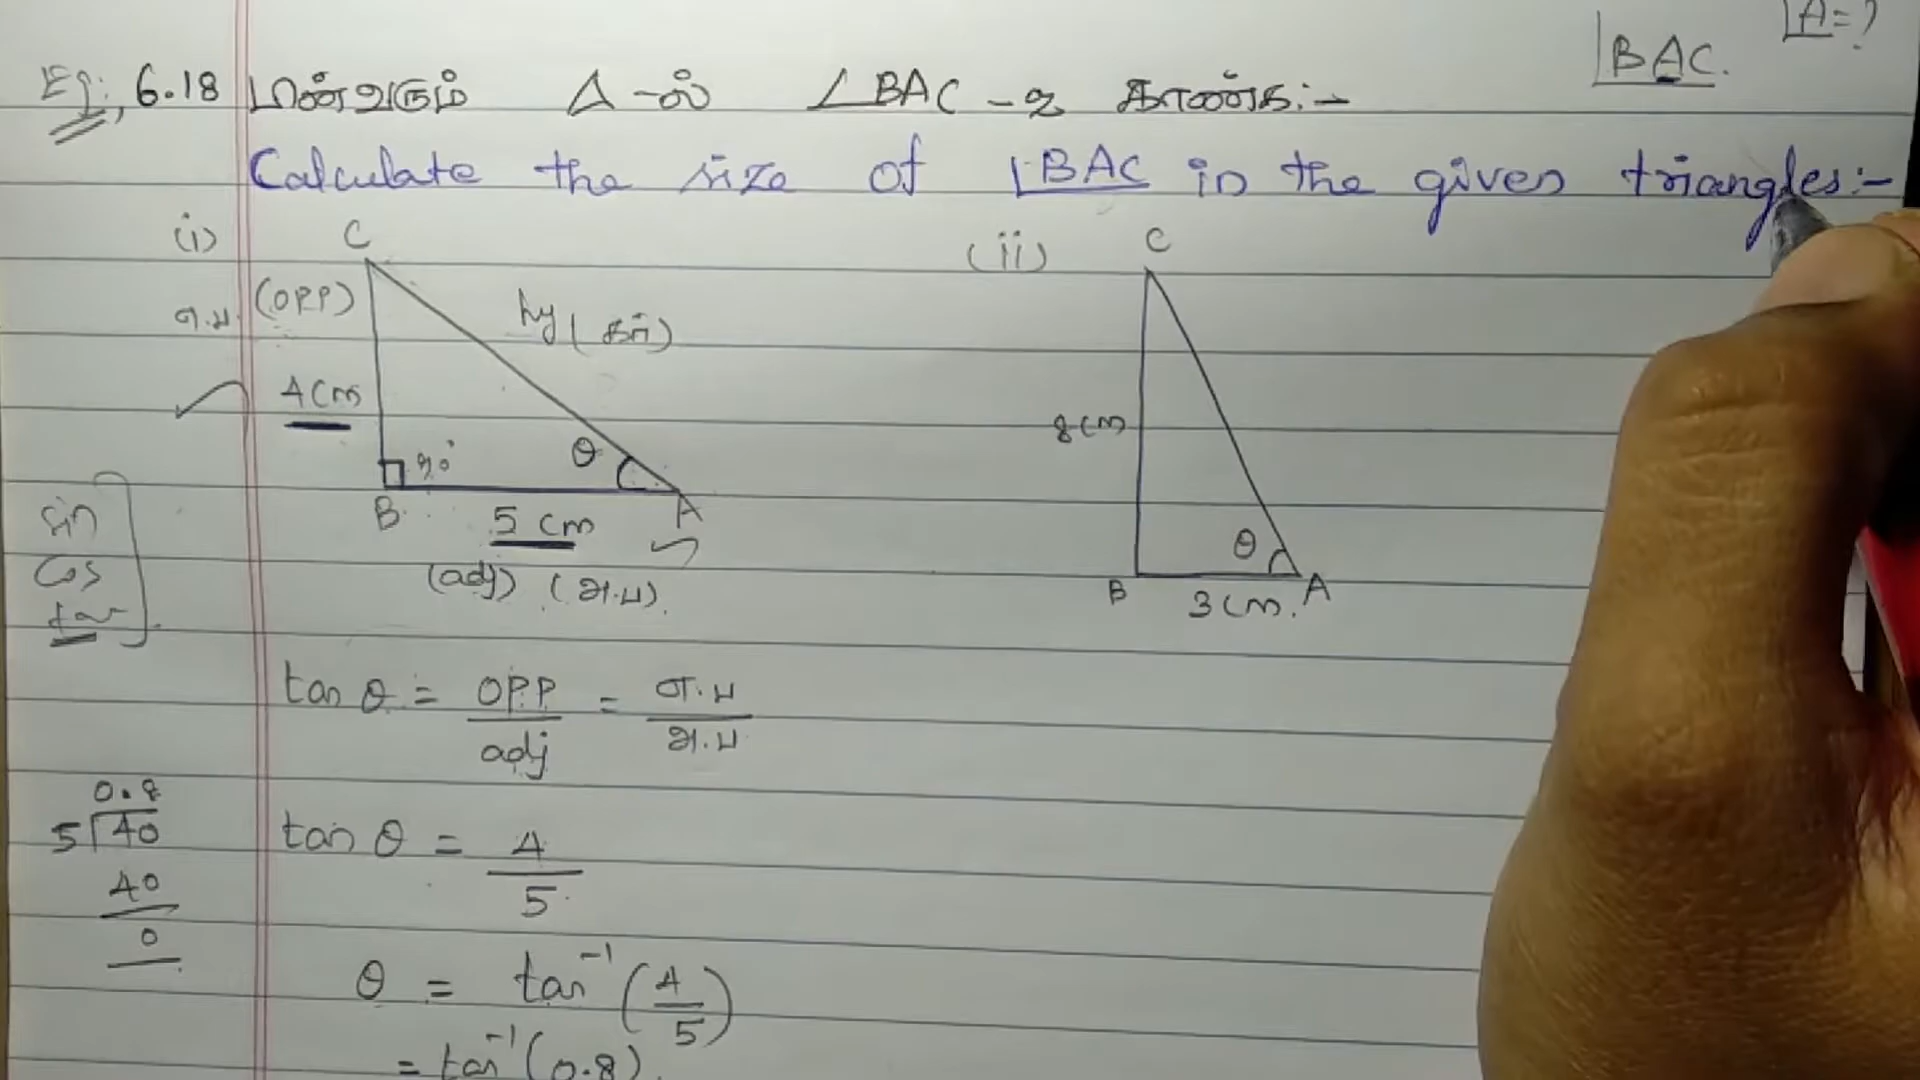 ∠A = ?
∠BAC.
Eg:, 6.18 பின்வரும் Δ -ல் ∠BAC -ஐ காண்க:-
Calculate the size of ∠BAC in the given triangles:-
(i) C
(ii) C
எ.ப. (OPP)
hy (கர்)
4cm
8cm
90°
θ
B
5 cm
A
(adj) (அ.ப).
θ
B
3cm.
A
sin
Cos
tan
tan θ = OPP/adj = எ.ப/அ.ப
0.8
5 40
40
0
tan θ = 4/5
θ = tan⁻¹ (4/5)
= tan⁻¹ (0.8).